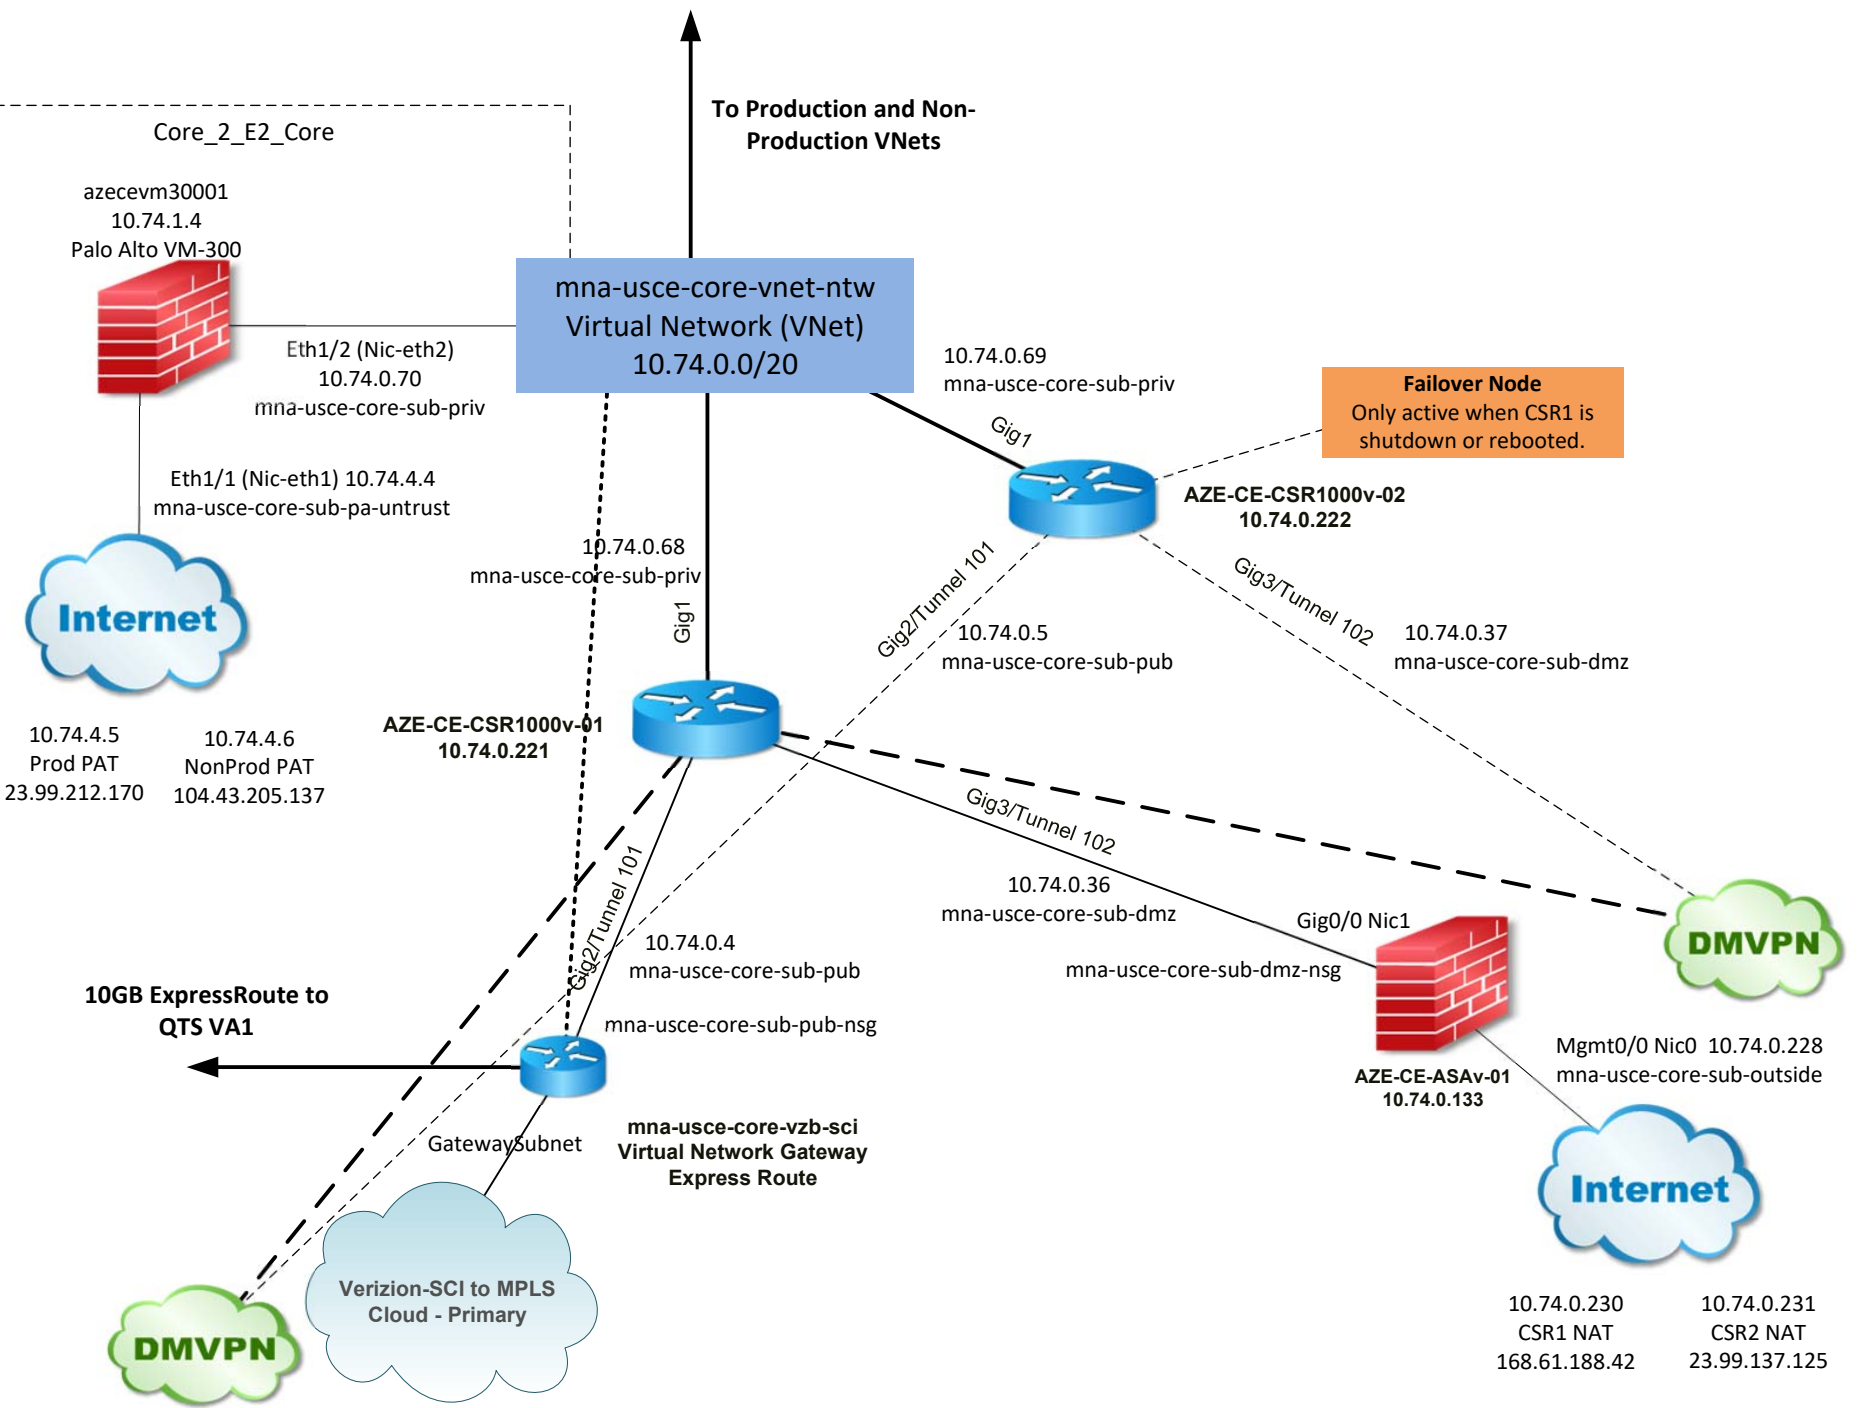 To Production and Non-
Production VNets
Core_2_E2_Core
azecevm30001
10.74.1.4
Palo Alto VM-300
mna-usce-core-vnet-ntw
Virtual Network (VNet)
10.74.0.0/20
Eth1/2 (Nic-eth2)
10.74.0.70
mna-usce-core-sub-priv
10.74.0.69
mna-usce-core-sub-priv
Gig1
Failover Node
Only active when CSR1 is
shutdown or rebooted.
Eth1/1 (Nic-eth1) 10.74.4.4
mna-usce-core-sub-pa-untrust
AZE-CE-CSR1000v-02
10.74.0.222
Internet
10.74.0.68
mna-usce-core-sub-priv
Gig1
Gig2/Tunnel 101
10.74.0.5
mna-usce-core-sub-pub
Gig3/Tunnel 102
10.74.0.37
mna-usce-core-sub-dmz
10.74.4.5
Prod PAT
23.99.212.170
10.74.4.6
NonProd PAT
104.43.205.137
AZE-CE-CSR1000v-01
10.74.0.221
Gig3/Tunnel 102
10.74.0.36
mna-usce-core-sub-dmz
Gig2/Tunnel 101
10.74.0.4
mna-usce-core-sub-pub
Gig0/0 Nic1
mna-usce-core-sub-dmz-nsg
DMVPN
10GB ExpressRoute to
QTS VA1
mna-usce-core-sub-pub-nsg
Mgmt0/0 Nic0 10.74.0.228
mna-usce-core-sub-outside
AZE-CE-ASAv-01
10.74.0.133
GatewaySubnet
mna-usce-core-vzb-sci
Virtual Network Gateway
Express Route
Internet
Verizion-SCI to MPLS
Cloud - Primary
DMVPN
10.74.0.230
CSR1 NAT
168.61.188.42
10.74.0.231
CSR2 NAT
23.99.137.125